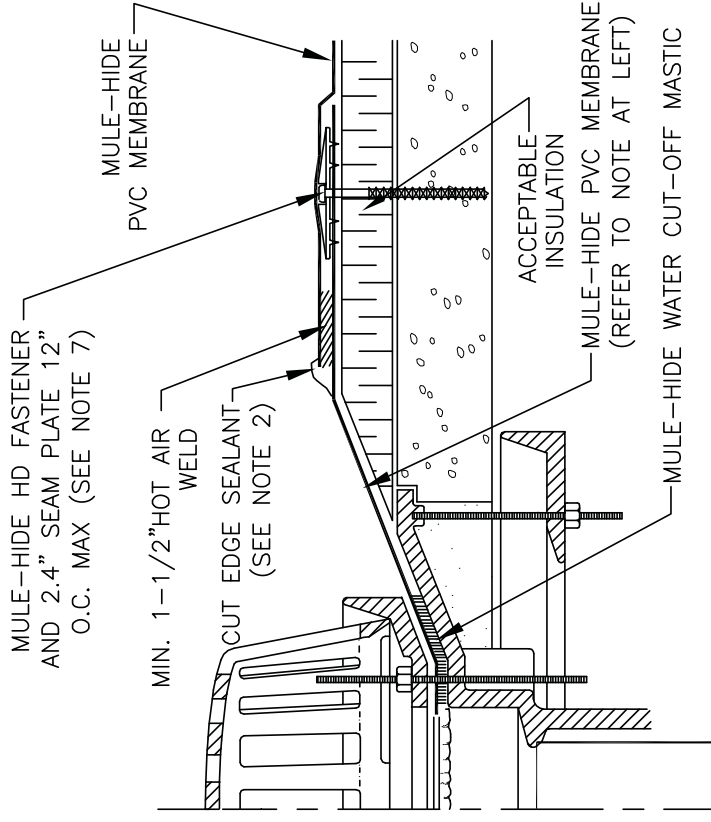 MULE-HIDE HD FASTENER
AND 2.4" SEAM PLATE 12"
O.C. MAX (SEE NOTE 7)
MIN. 1-1/2"HOT AIR
WELD
CUT EDGE SEALANT
(SEE NOTE 2)
MULE-HIDE
PVC MEMBRANE
ACCEPTABLE
INSULATION
MULE-HIDE PVC MEMBRANE
(REFER TO NOTE AT LEFT)
MULE-HIDE WATER CUT-OFF MASTIC